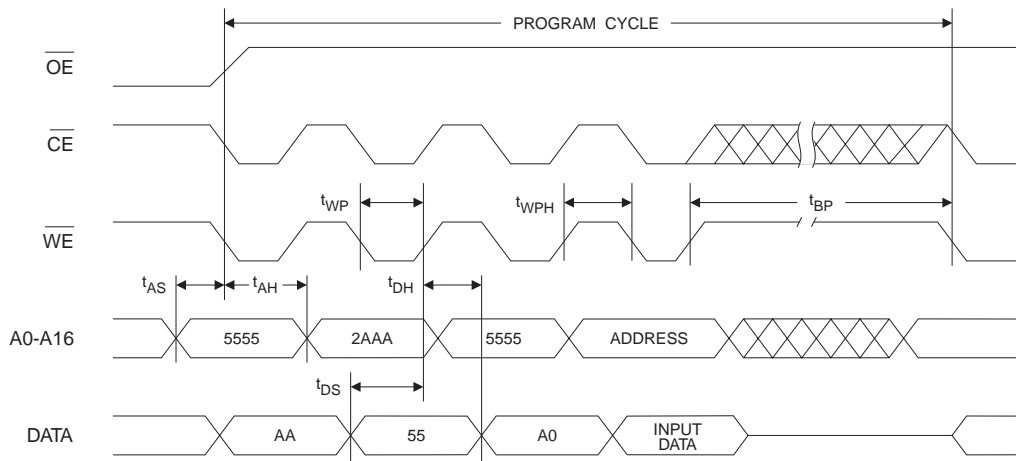 PROGRAM CYCLE
OE
CE
tWP
tWPH
tBP
WE
tAS
tAH
tDH
A0-A16
5555
2AAA
5555
ADDRESS
tDS
DATA
AA
55
A0
INPUT
DATA